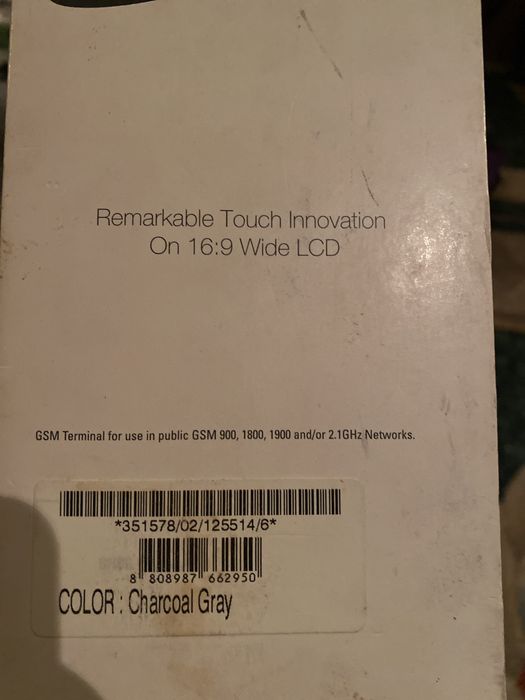 Remarkable Touch Innovation
On 16:9 Wide LCD
GSM Terminal for use in public GSM 900, 1800, 1900 and/or 2.1GHz Networks.
*351578/02/125514/6*
8 808987 662950
COLOR : Charcoal Gray